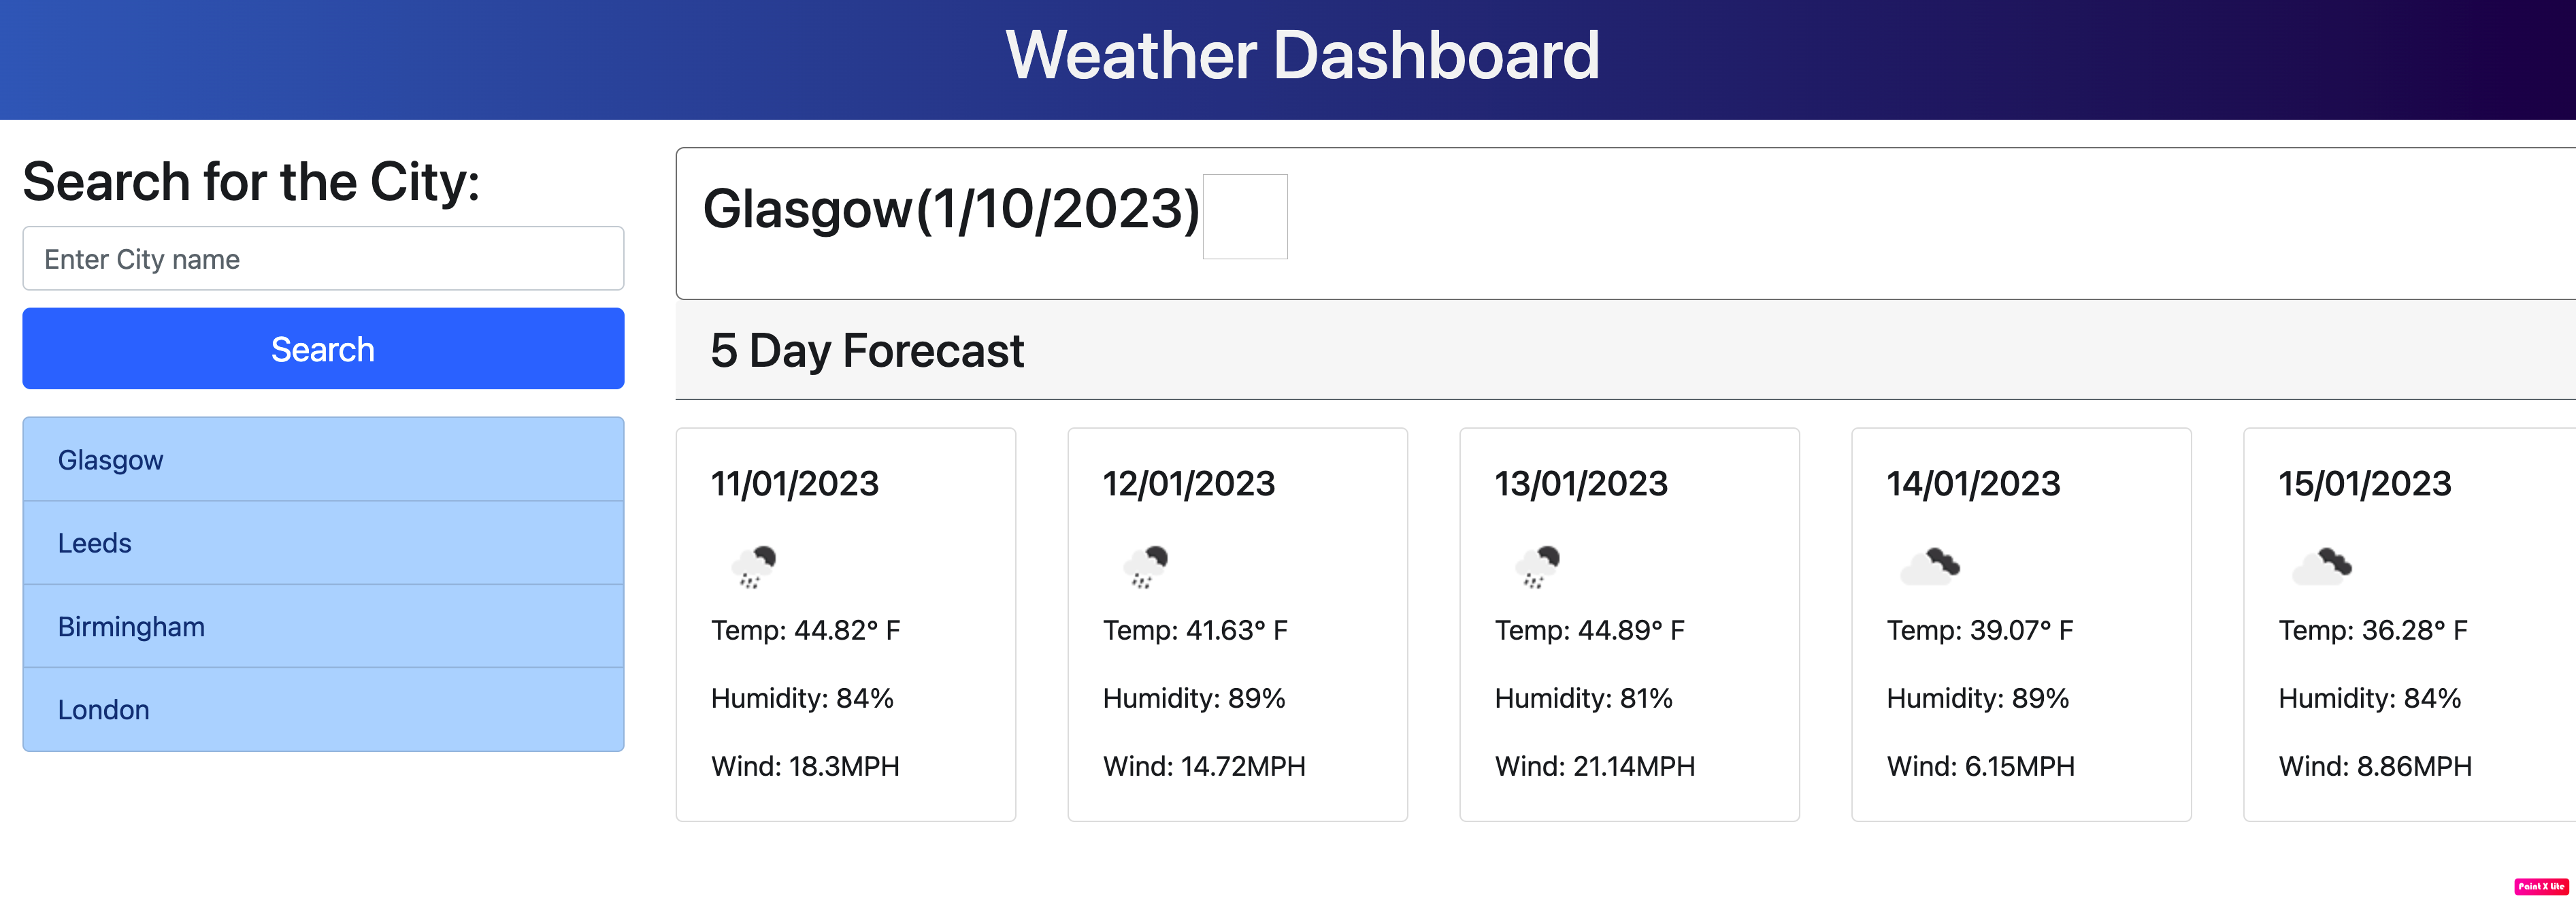 Weather Dashboard
Search for the City:
Enter City name
Search
Glasgow
Leeds
Birmingham
London
Glasgow(1/10/2023)
5 Day Forecast
11/01/2023
Temp: 44.82° F
Humidity: 84%
Wind: 18.3MPH
12/01/2023
Temp: 41.63° F
Humidity: 89%
Wind: 14.72MPH
13/01/2023
Temp: 44.89° F
Humidity: 81%
Wind: 21.14MPH
14/01/2023
Temp: 39.07° F
Humidity: 89%
Wind: 6.15MPH
15/01/2023
Temp: 36.28° F
Humidity: 84%
Wind: 8.86MPH
Paint X Lite